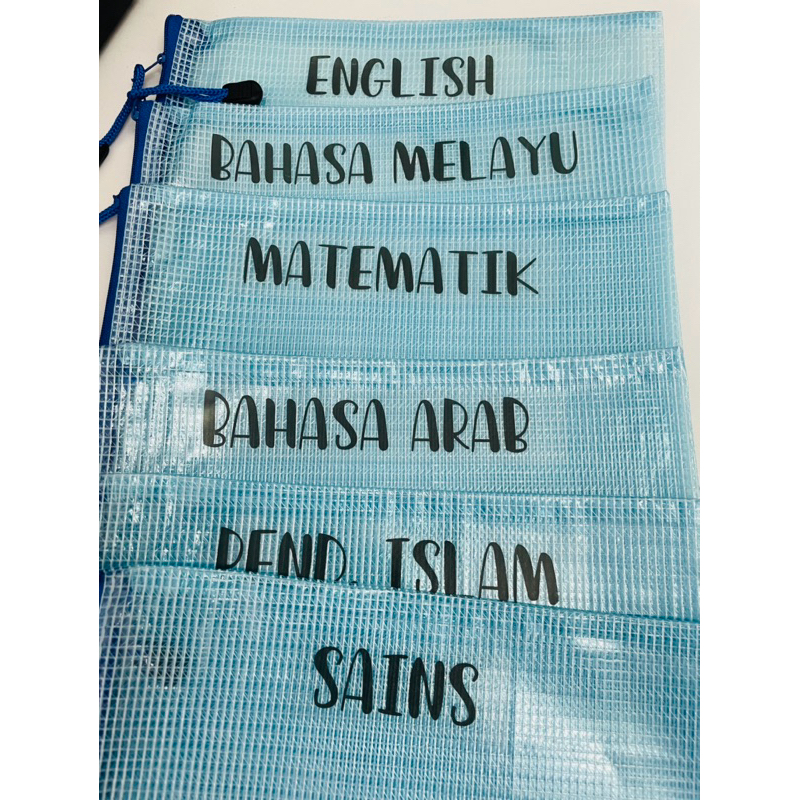 ENGLISH
BAHASA MELAYU
MATEMATIK
BAHASA ARAB
PEND. ISLAM
SAINS